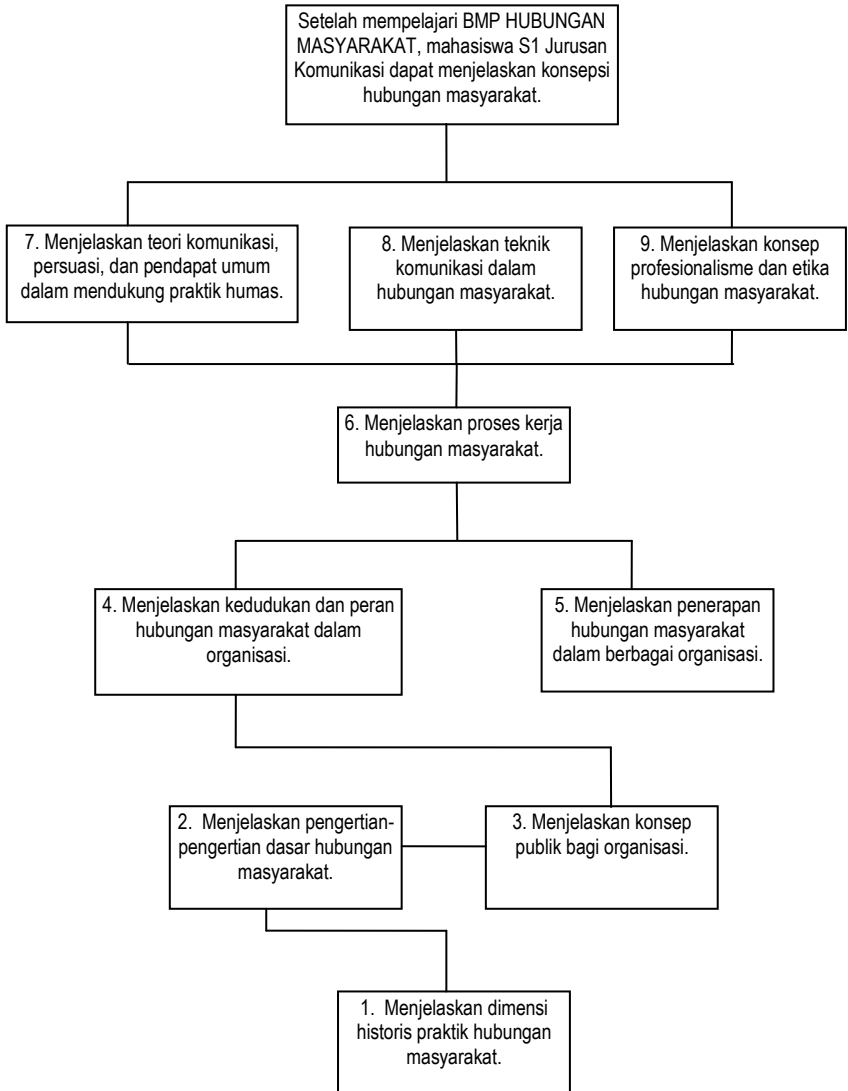 Setelah mempelajari BMP HUBUNGAN
MASYARAKAT, mahasiswa S1 Jurusan
Komunikasi dapat menjelaskan konsepsi
hubungan masyarakat.
7. Menjelaskan teori komunikasi,
persuasi, dan pendapat umum
dalam mendukung praktik humas.
8. Menjelaskan teknik
komunikasi dalam
hubungan masyarakat.
9. Menjelaskan konsep
profesionalisme dan etika
hubungan masyarakat.
6. Menjelaskan proses kerja
hubungan masyarakat.
4. Menjelaskan kedudukan dan peran
hubungan masyarakat dalam
organisasi.
5. Menjelaskan penerapan
hubungan masyarakat
dalam berbagai organisasi.
2. Menjelaskan pengertian-
pengertian dasar hubungan
masyarakat.
3. Menjelaskan konsep
publik bagi organisasi.
1. Menjelaskan dimensi
historis praktik hubungan
masyarakat.